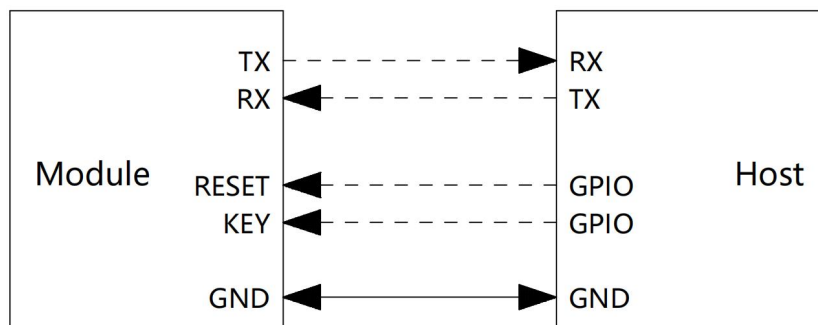 TX RX
RX TX
Module RESET GPIO Host
KEY GPIO
GND GND